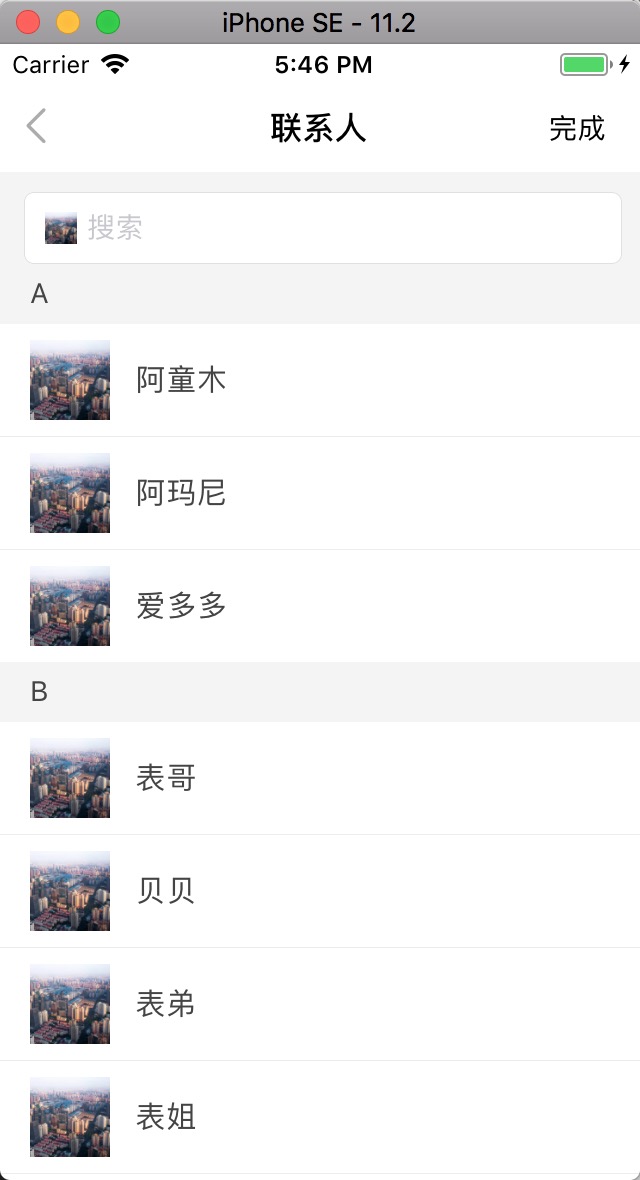 iPhone SE - 11.2
Carrier 5:46 PM
联系人 完成
搜索
A
阿童木
阿玛尼
爱多多
B
表哥
贝贝
表弟
表姐